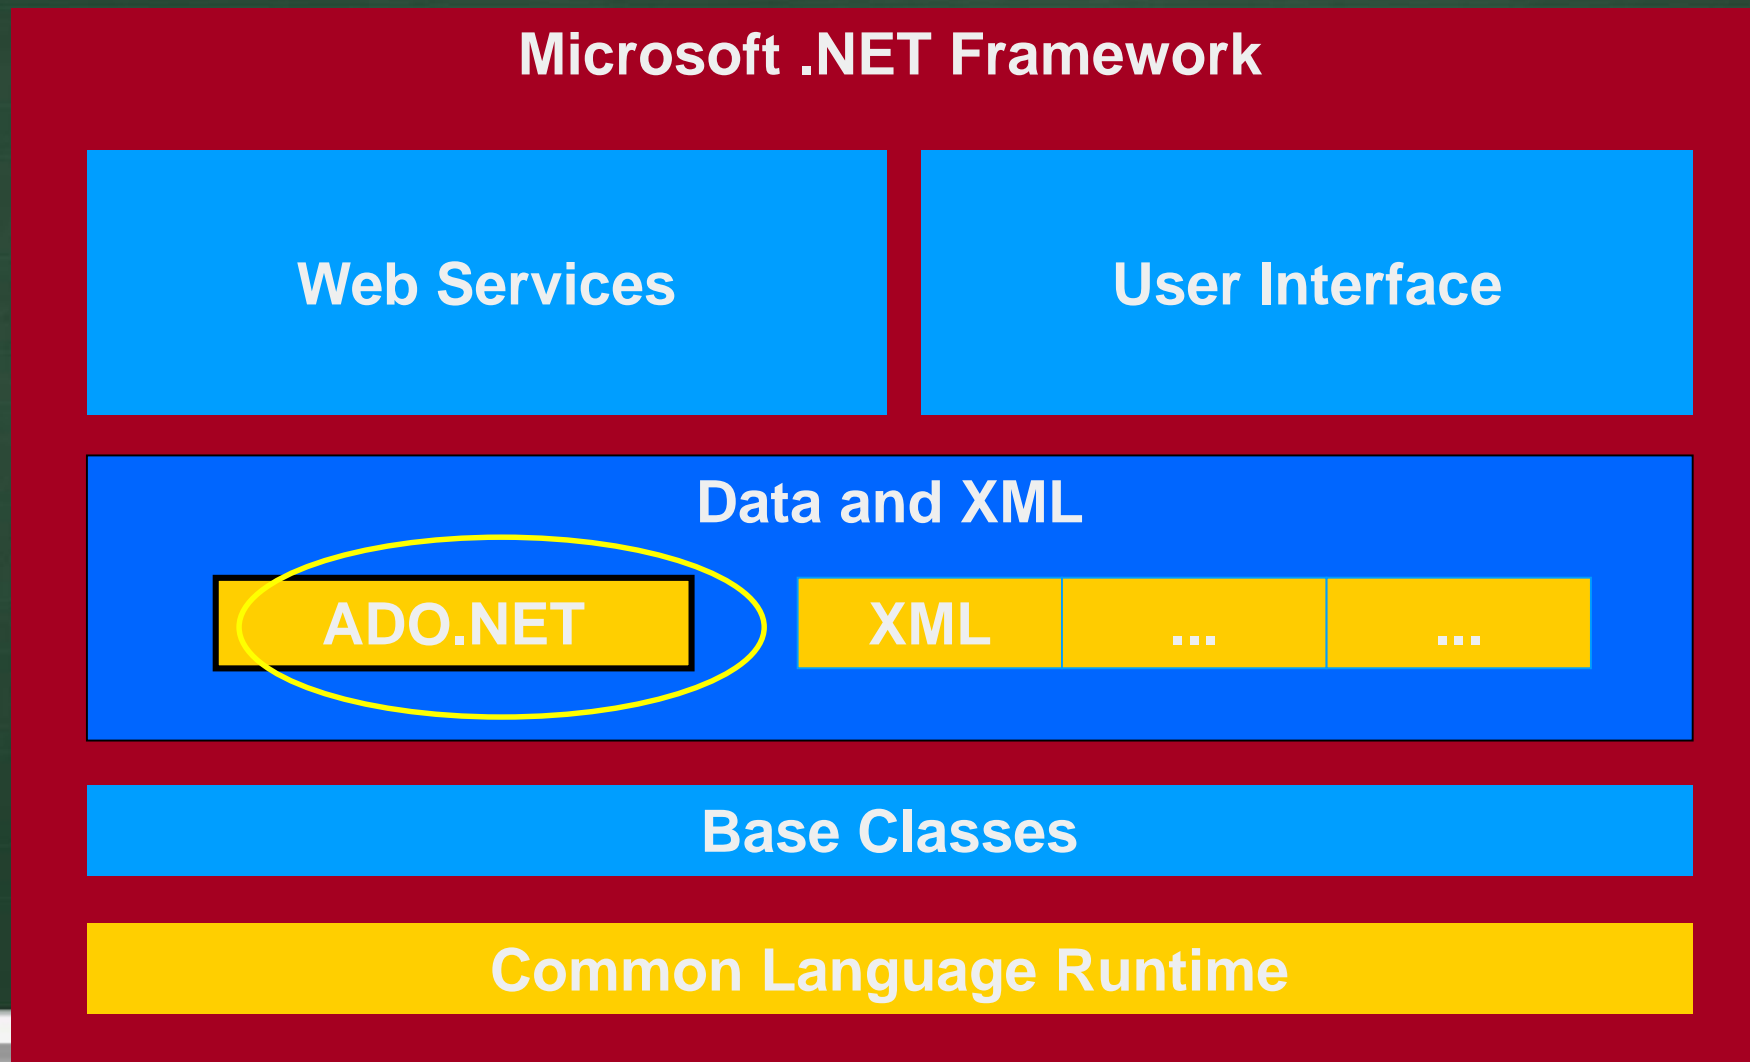 Microsoft .NET Framework
Web Services
User Interface
Data and XML
ADO.NET
XML
...
...
Base Classes
Common Language Runtime